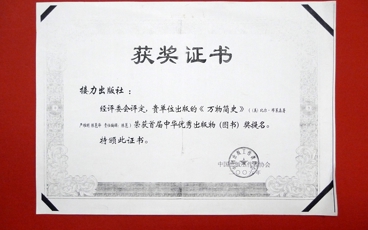 获奖证书
接力出版社：
经评委会评定，贵单位出版的《万物简史》
荣获首届中华优秀出版物（图书）奖提名。
特颁此证书。